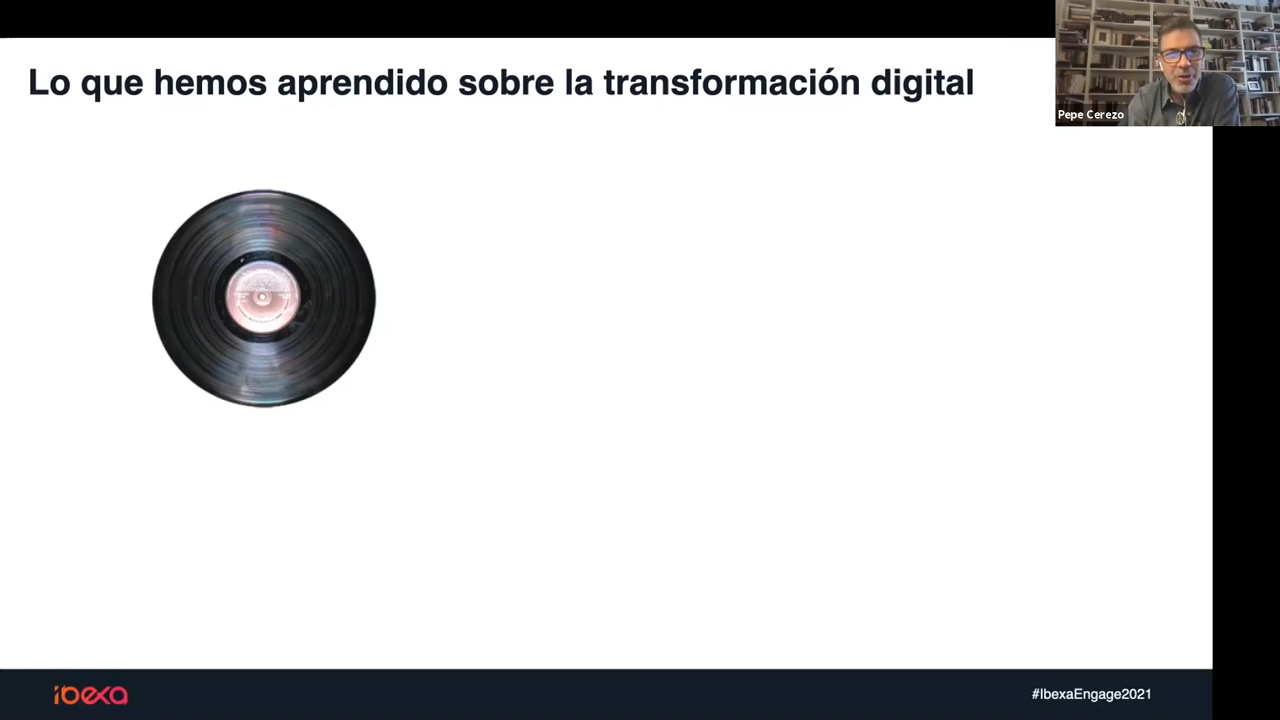 Lo que hemos aprendido sobre la transformación digital
Pepe Cerezo
ibexa
#IbexaEngage2021